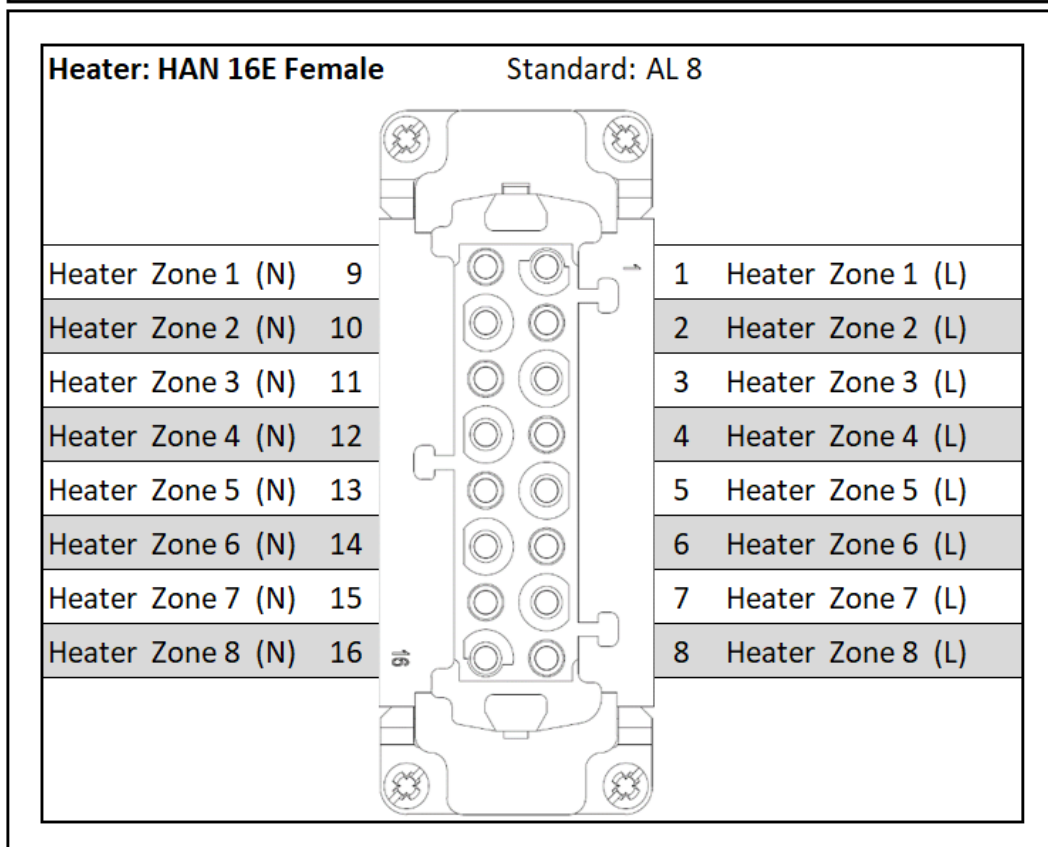 Heater: HAN 16E Female Standard: AL 8
Heater Zone 1 (N) 9 1 1 Heater Zone 1 (L)
Heater Zone 2 (N) 10 2 Heater Zone 2 (L)
Heater Zone 3 (N) 11 3 Heater Zone 3 (L)
Heater Zone 4 (N) 12 4 Heater Zone 4 (L)
Heater Zone 5 (N) 13 5 Heater Zone 5 (L)
Heater Zone 6 (N) 14 6 Heater Zone 6 (L)
Heater Zone 7 (N) 15 7 Heater Zone 7 (L)
Heater Zone 8 (N) 16 16 8 Heater Zone 8 (L)